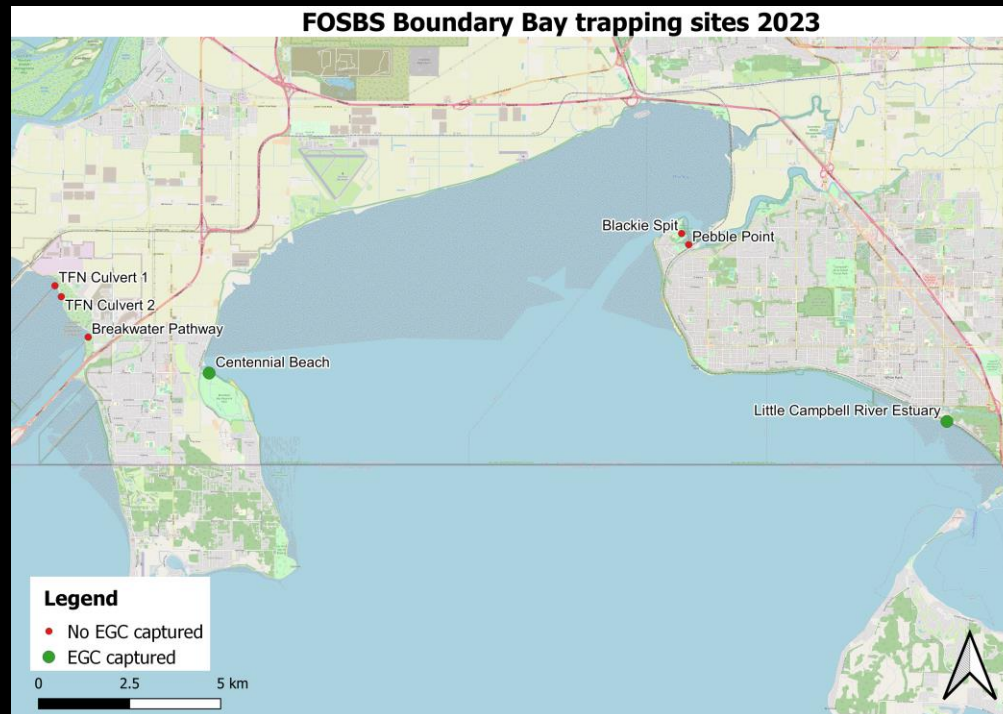 FOSBS Boundary Bay trapping sites 2023
Blackie Spit
Pebble Point
TFN Culvert 1
TFN Culvert 2
Breakwater Pathway
Centennial Beach
Little Campbell River Estuary
Legend
No EGC captured
EGC captured
0 2.5 5 km